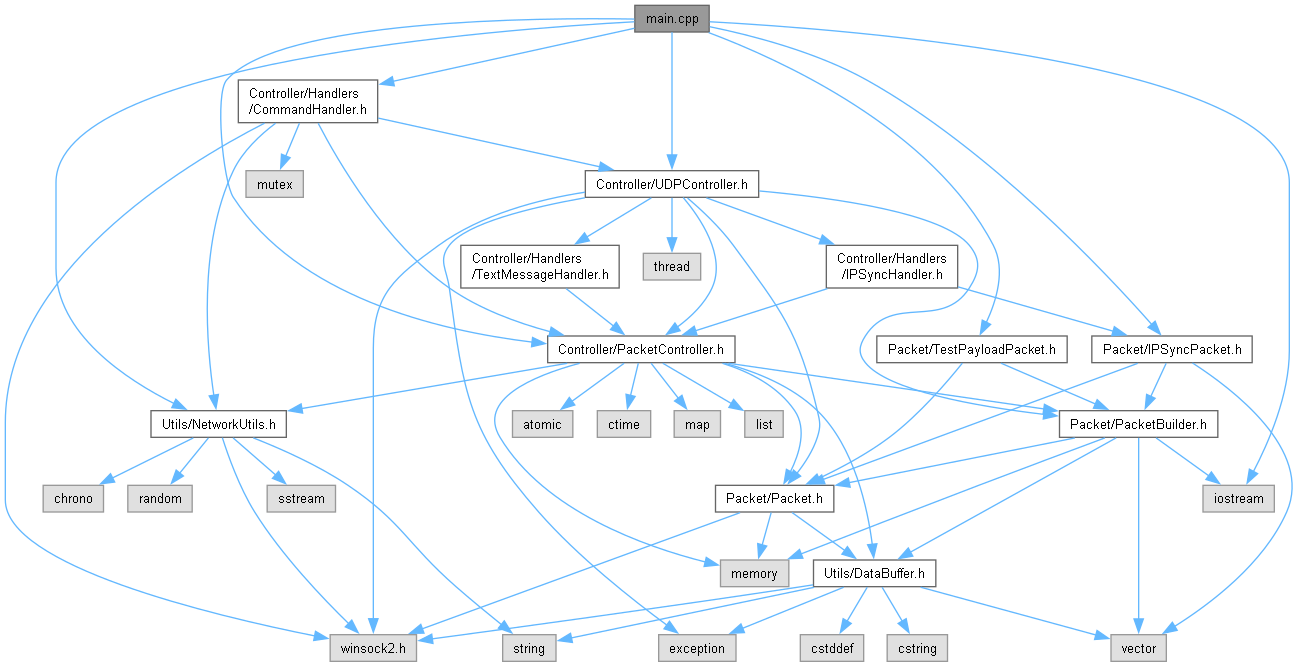 main.cpp
Controller/Handlers
/CommandHandler.h
mutex
Controller/UDPController.h
Controller/Handlers
/TextMessageHandler.h
thread
Controller/Handlers
/IPSyncHandler.h
Controller/PacketController.h
Packet/TestPayloadPacket.h
Packet/IPSyncPacket.h
Utils/NetworkUtils.h
atomic
ctime
map
list
Packet/PacketBuilder.h
chrono
random
sstream
Packet/Packet.h
iostream
memory
Utils/DataBuffer.h
winsock2.h
string
exception
cstddef
cstring
vector